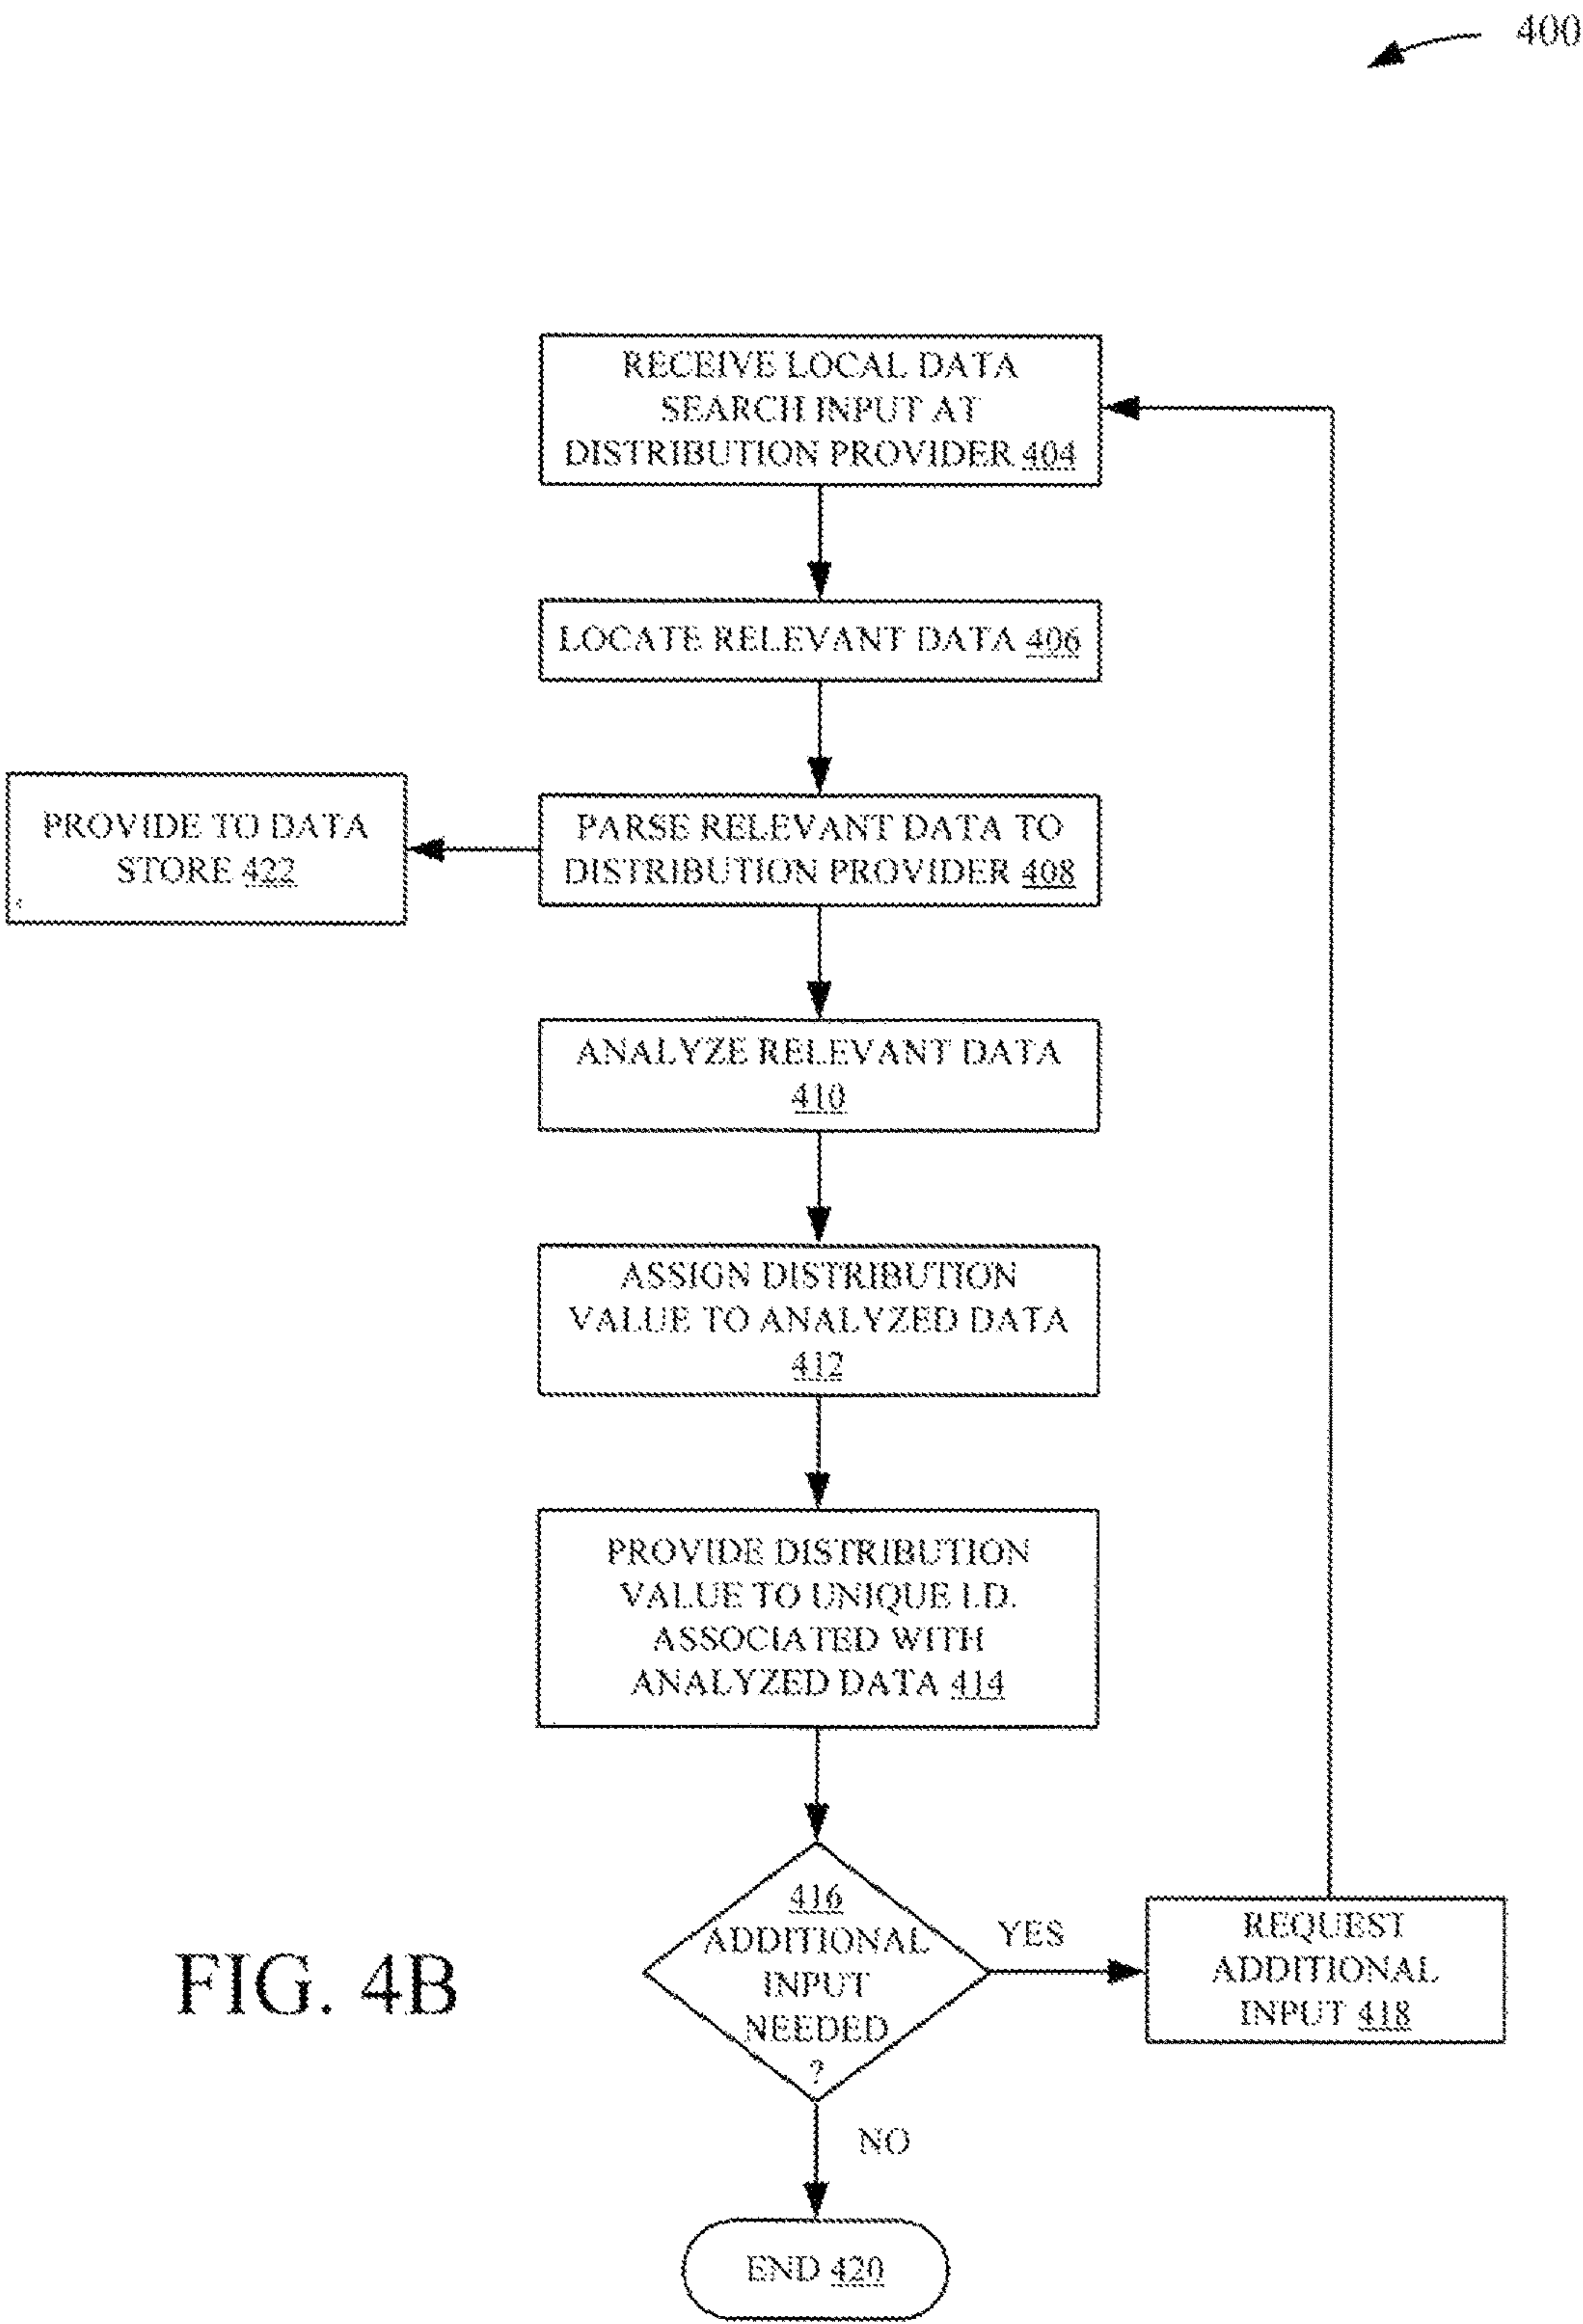 400
RECEIVE LOCAL DATA
SEARCH INPUT AT
DISTRIBUTION PROVIDER 404
LOCATE RELEVANT DATA 406
PROVIDE TO DATA
STORE 422
PARSE RELEVANT DATA TO
DISTRIBUTION PROVIDER 408
ANALYZE RELEVANT DATA
410
ASSIGN DISTRIBUTION
VALUE TO ANALYZED DATA
412
PROVIDE DISTRIBUTION
VALUE TO UNIQUE I.D.
ASSOCIATED WITH
ANALYZED DATA 414
416
ADDITIONAL
INPUT
NEEDED
?
YES
REQUEST
ADDITIONAL
INPUT 418
NO
END 420
FIG. 4B